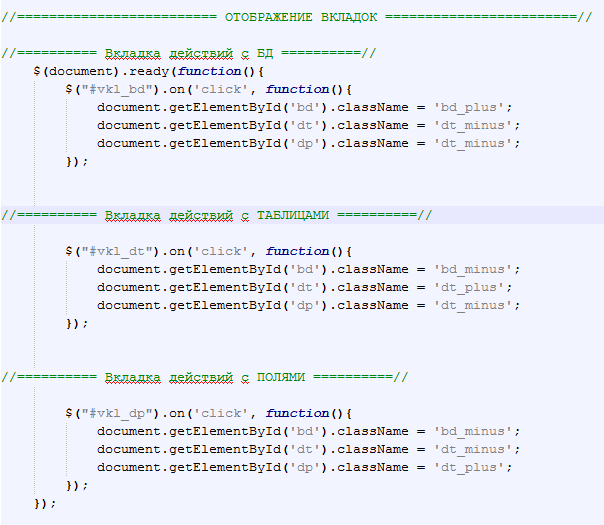 //========================= ОТОБРАЖЕНИЕ ВКЛАДОК ========================//
//========== Вкладка действий с БД ==========//
$(document).ready(function(){
$("#vkl_bd").on('click', function(){
document.getElementById('bd').className = 'bd_plus';
document.getElementById('dt').className = 'dt_minus';
document.getElementById('dp').className = 'dt_minus';
});
//========== Вкладка действий с ТАБЛИЦАМИ ==========//
$("#vkl_dt").on('click', function(){
document.getElementById('bd').className = 'bd_minus';
document.getElementById('dt').className = 'dt_plus';
document.getElementById('dp').className = 'dt_minus';
});
//========== Вкладка действий с ПОЛЯМИ ==========//
$("#vkl_dp").on('click', function(){
document.getElementById('bd').className = 'bd_minus';
document.getElementById('dt').className = 'dt_minus';
document.getElementById('dp').className = 'dt_plus';
});
});